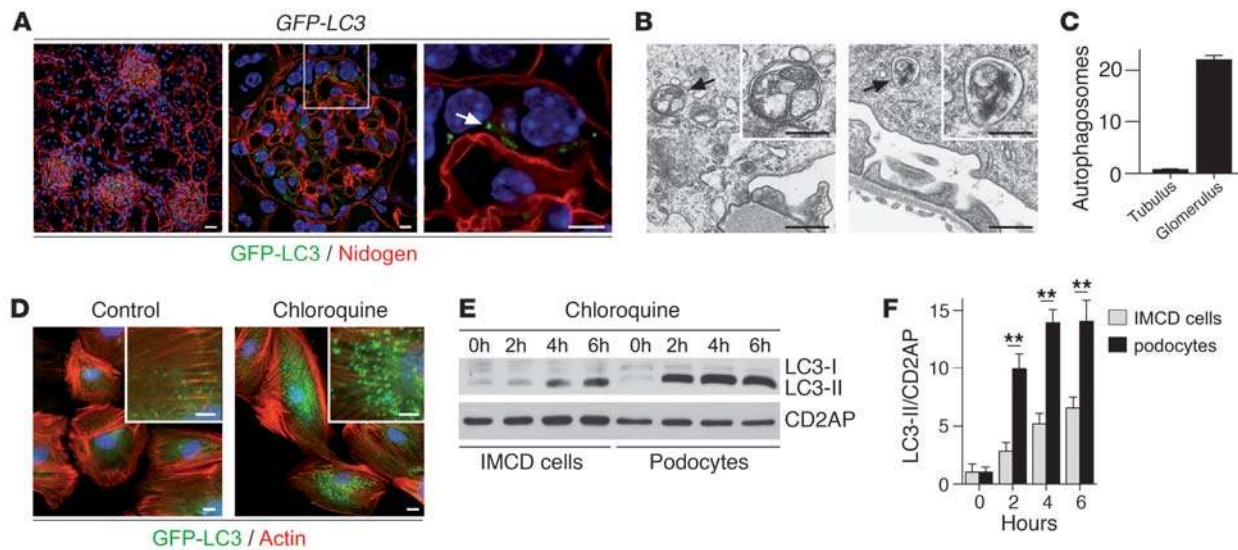 A
GFP-LC3
GFP-LC3 / Nidogen
B
C
Autophagosomes
20
10
0
Tubulus
Glomerulus
D
Control
Chloroquine
GFP-LC3 / Actin
E
Chloroquine
0h 2h 4h 6h 0h 2h 4h 6h
LC3-I
LC3-II
CD2AP
IMCD cells
Podocytes
F
LC3-II/CD2AP
15
10
5
0
**
**
**
0 2 4 6
Hours
IMCD cells
podocytes